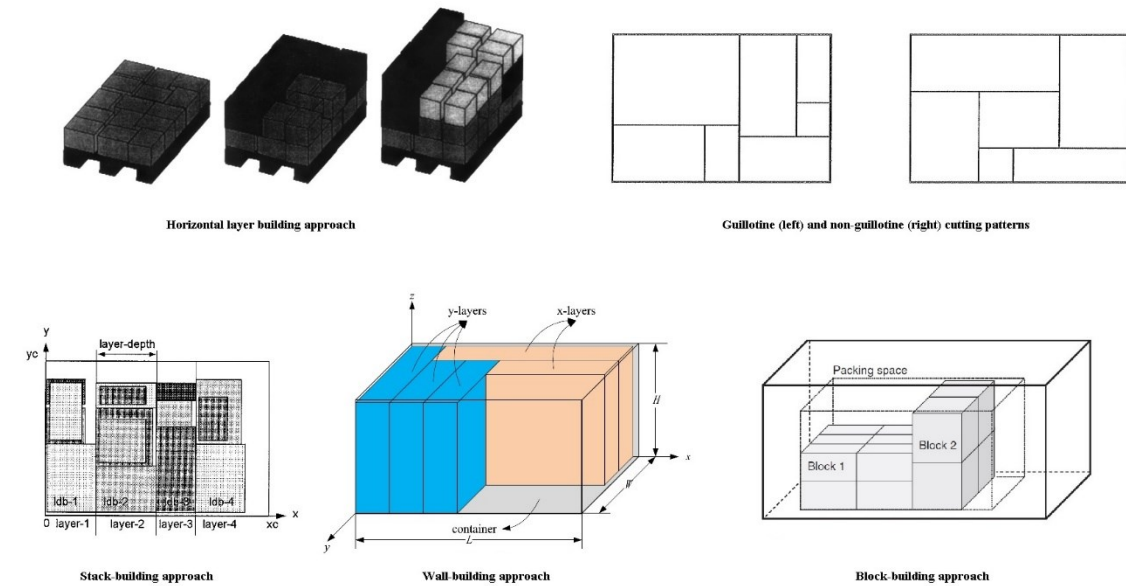 Horizontal layer building approach
Guillotine (left) and non-guillotine (right) cutting patterns
y
layer-depth
yc
ldb-1 ldb-2 ldb-3 ldb-4
0 layer-1 layer-2 layer-3 layer-4 xc x
Stack-building approach
z
y-layers x-layers
H
x
W
container
L
y
Wall-building approach
Packing space
Block 2
Block 1
Block-building approach